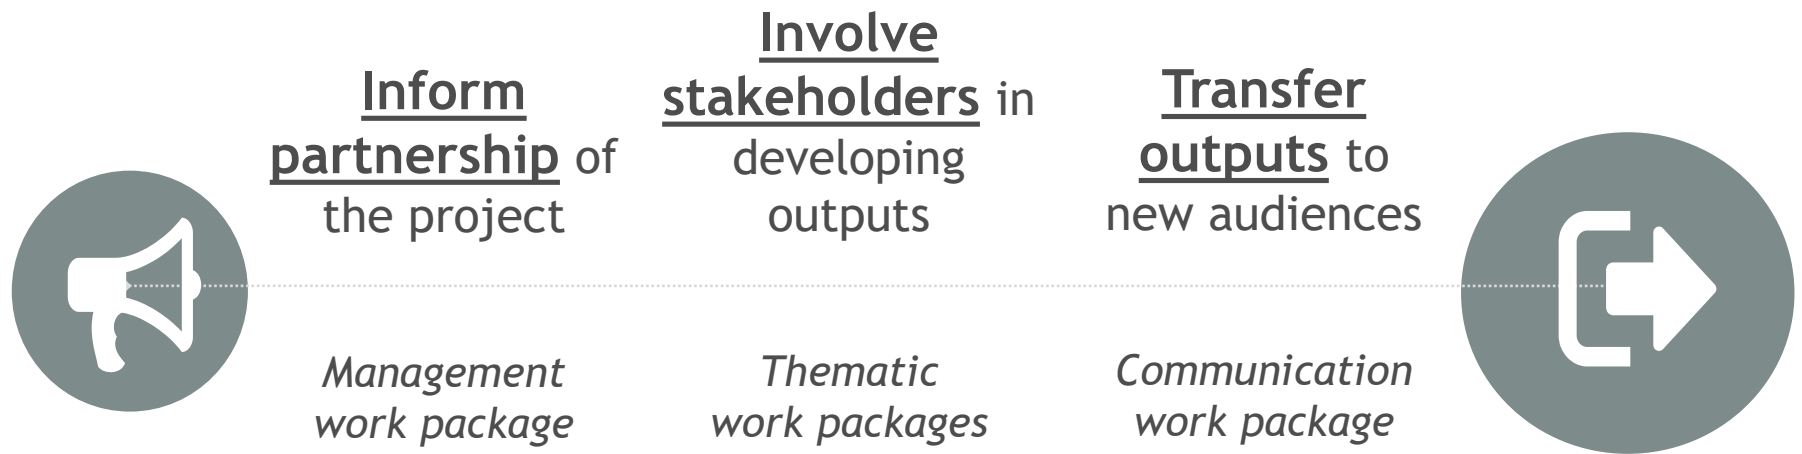 Inform
partnership of
the project
Involve
stakeholders in
developing
outputs
Transfer
outputs to
new audiences
Management
work package
Thematic
work packages
Communication
work package